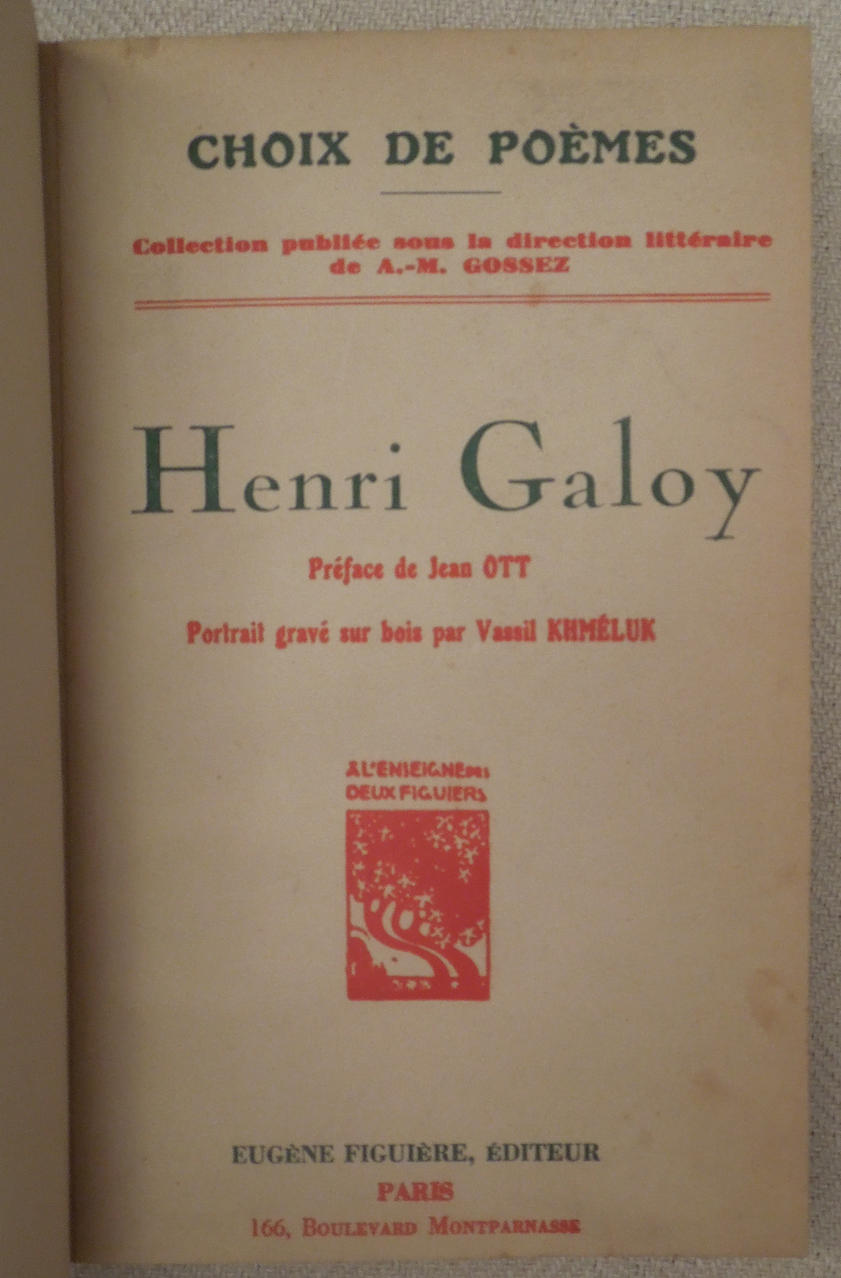 CHOIX DE POÈMES
Collection publiée sous la direction littéraire
de A.-M. GOSSEZ
Henri Galoy
Préface de Jean OTT
Portrait gravé sur bois par Vassil KHMÉLUK
A L'ENSEIGNE DES
DEUX FIGUIERS
EUGÈNE FIGUIÈRE, ÉDITEUR
PARIS
166, BOULEVARD MONTPARNASSE